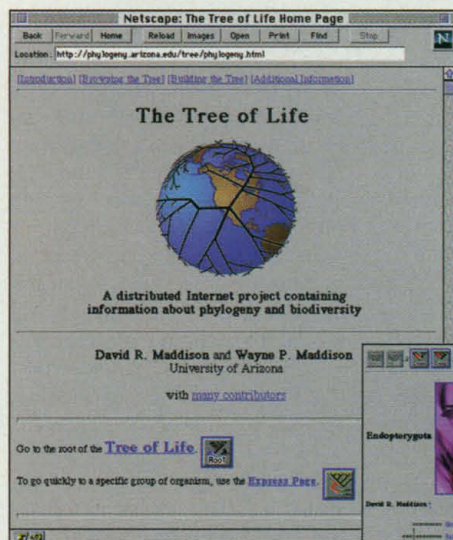 Netscape: The Tree of Life Home Page
Back Forward Home Reload Images Open Print Find Stop
N
Location: http://phylogeny.arizona.edu/tree/phylogeny.html
[Introduction] [Browsing the Tree] [Building the Tree] [Additional Information]
The Tree of Life
A distributed Internet project containing
information about phylogeny and biodiversity
David R. Maddison and Wayne P. Maddison
University of Arizona
with many contributors
Go to the root of the Tree of Life.
ROOT
To go quickly to a specific group of organism, use the Express Page.
Endopterygota
David R. Maddison